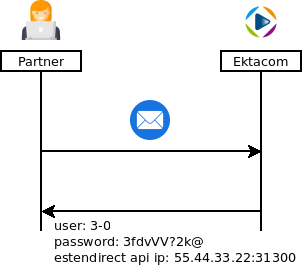 Partner
Ektacom
user: 3-0
password: 3fdvVV?2k@
estendirect api ip: 55.44.33.22:31300